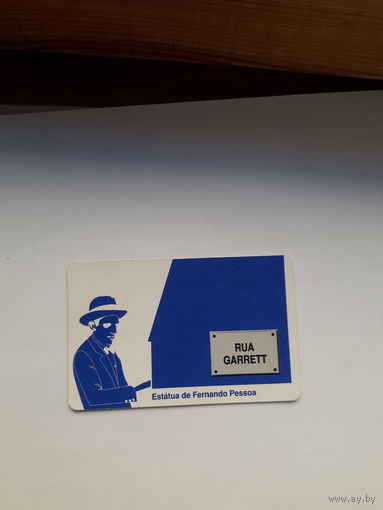 RUA
GARRETT
Estátua de Fernando Pessoa
www.ay.by